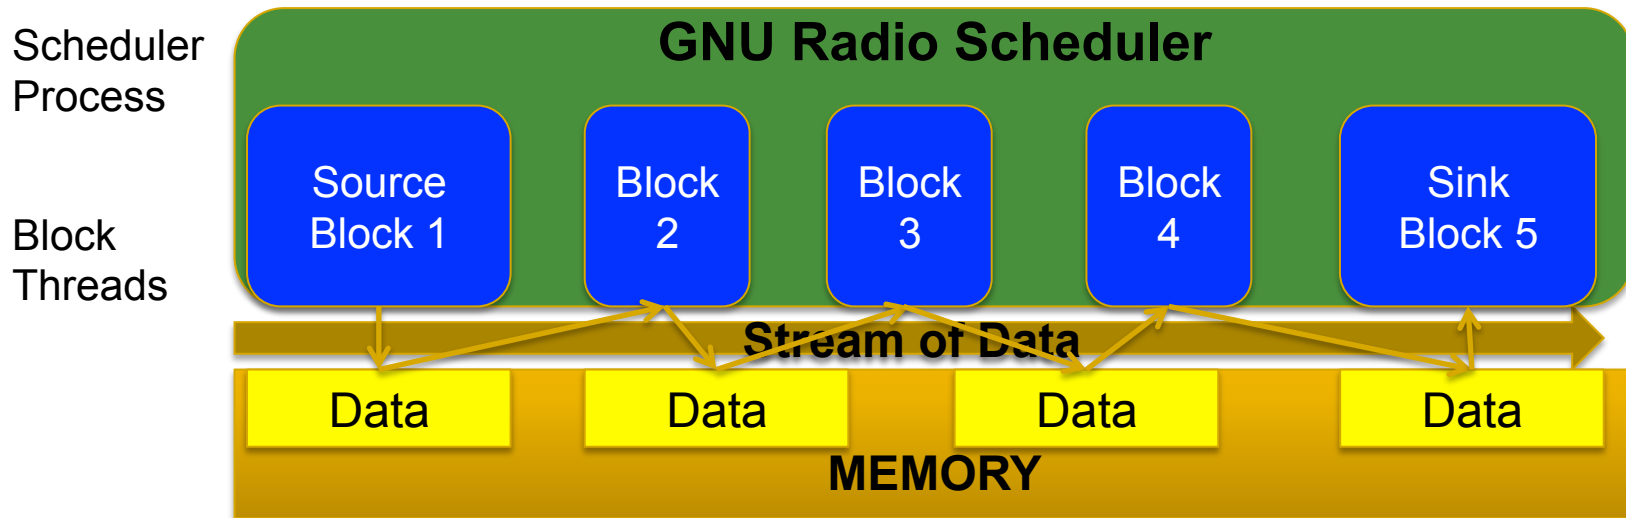 Scheduler
Process
GNU Radio Scheduler
Source
Block 1
Block
2
Block
3
Block
4
Sink
Block 5
Block
Threads
Stream of Data
Data
Data
Data
Data
MEMORY